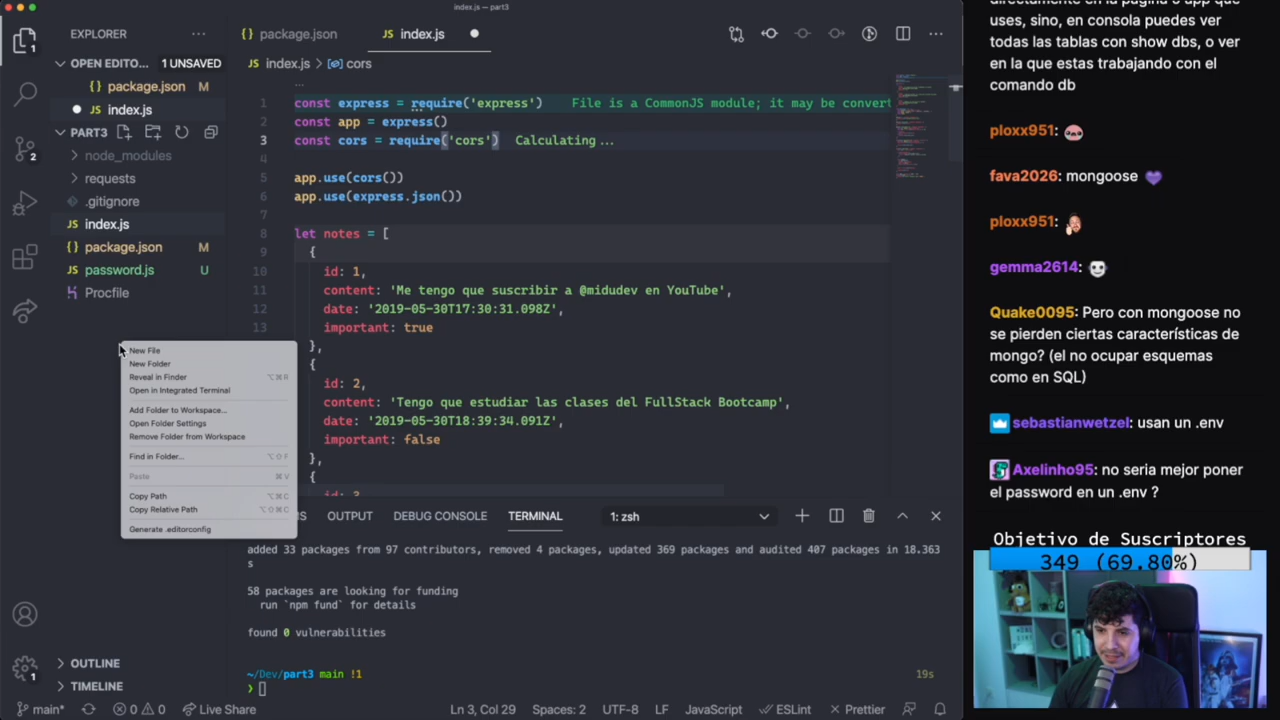 index.js — part3
EXPLORER
OPEN EDITO... 1 UNSAVED
package.json M
index.js
PART3
node_modules
requests
.gitignore
JS index.js
package.json M
JS password.js U
Procfile
New File
New Folder
Reveal in Finder ⌥⌘R
Open in Integrated Terminal
Add Folder to Workspace...
Open Folder Settings
Remove Folder from Workspace
Find in Folder... ⌥⇧F
Paste ⌘V
Copy Path ⌥⌘C
Copy Relative Path ⌥⇧⌘C
Generate .editorconfig
OUTLINE
TIMELINE
{} package.json
JS index.js
index.js > cors
...
1 const express = require('express') File is a CommonJS module; it may be convert
2 const app = express()
3 const cors = require('cors') Calculating...
4
5 app.use(cors())
6 app.use(express.json())
7
8 let notes = [
9 {
10 id: 1,
11 content: 'Me tengo que suscribir a @midudev en YouTube',
12 date: '2019-05-30T17:30:31.098Z',
13 important: true
},
{
id: 2,
content: 'Tengo que estudiar las clases del FullStack Bootcamp',
date: '2019-05-30T18:39:34.091Z',
important: false
},
{
id: 3
OUTPUT DEBUG CONSOLE TERMINAL 1: zsh
added 33 packages from 97 contributors, removed 4 packages, updated 369 packages and audited 407 packages in 18.363
s
58 packages are looking for funding
run `npm fund` for details
found 0 vulnerabilities
~/Dev/part3 main !1 19s
❯
main* 0 0 Live Share Ln 3, Col 29 Spaces: 2 UTF-8 LF JavaScript ESLint Prettier
directamente en la pagina o app que
uses, sino, en consola puedes ver
todas las tablas con show dbs, o ver
en la que estas trabajando con el
comando db
ploxx951:
fava2026: mongoose
ploxx951:
gemma2614:
Quake0095: Pero con mongoose no
se pierden ciertas características de
mongo? (el no ocupar esquemas
como en SQL)
sebastianwetzel: usan un .env
Axelinho95: no seria mejor poner
el password en un .env ?
Objetivo de Suscriptores
349 (69.80%)